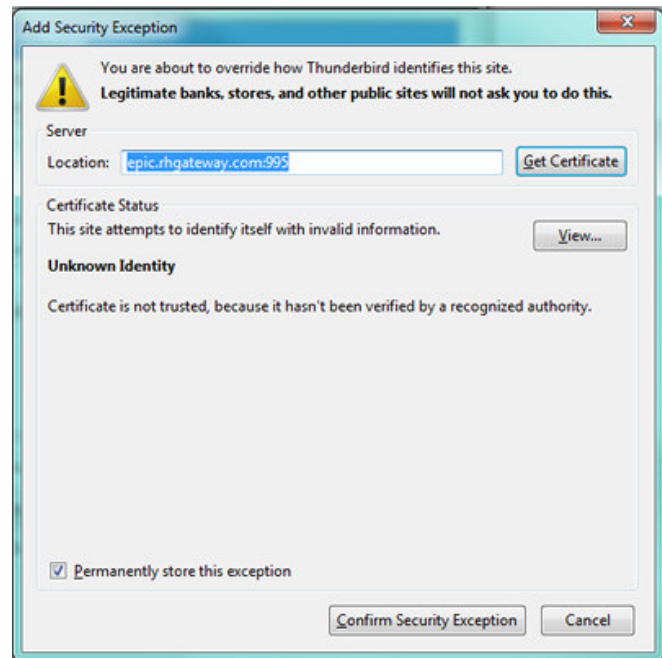 Add Security Exception
You are about to override how Thunderbird identifies this site.
Legitimate banks, stores, and other public sites will not ask you to do this.
Server
Location: epic.rhgateway.com:995 Get Certificate
Certificate Status
This site attempts to identify itself with invalid information. View...
Unknown Identity
Certificate is not trusted, because it hasn't been verified by a recognized authority.
Permanently store this exception
Confirm Security Exception Cancel